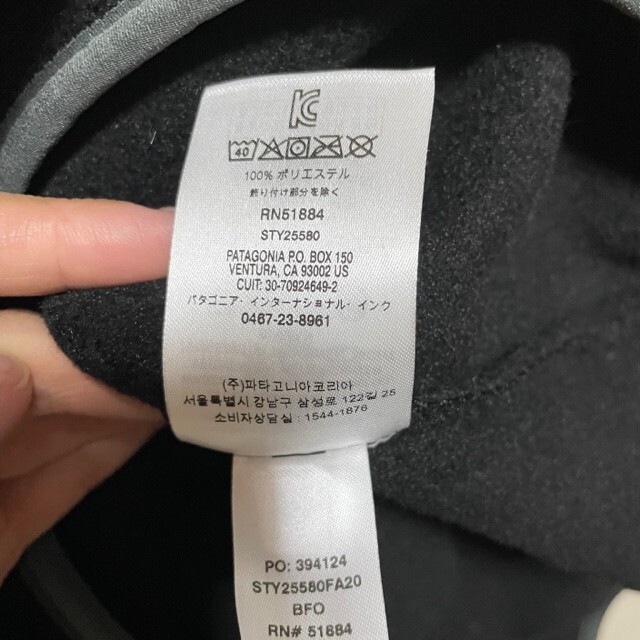 KC
40
100% ポリエステル
飾り付け部分を除く
RN51884
STY25580
PATAGONIA P.O. BOX 150
VENTURA, CA 93002 US
CUIT: 30-70924649-2
パタゴニア・インターナショナル・インク
0467-23-8961
(주)파타고니아코리아
서울특별시 강남구 삼성로 122길 25
소비자상담실 : 1544-1876
PO: 394124
STY25580FA20
BFO
RN# 51884